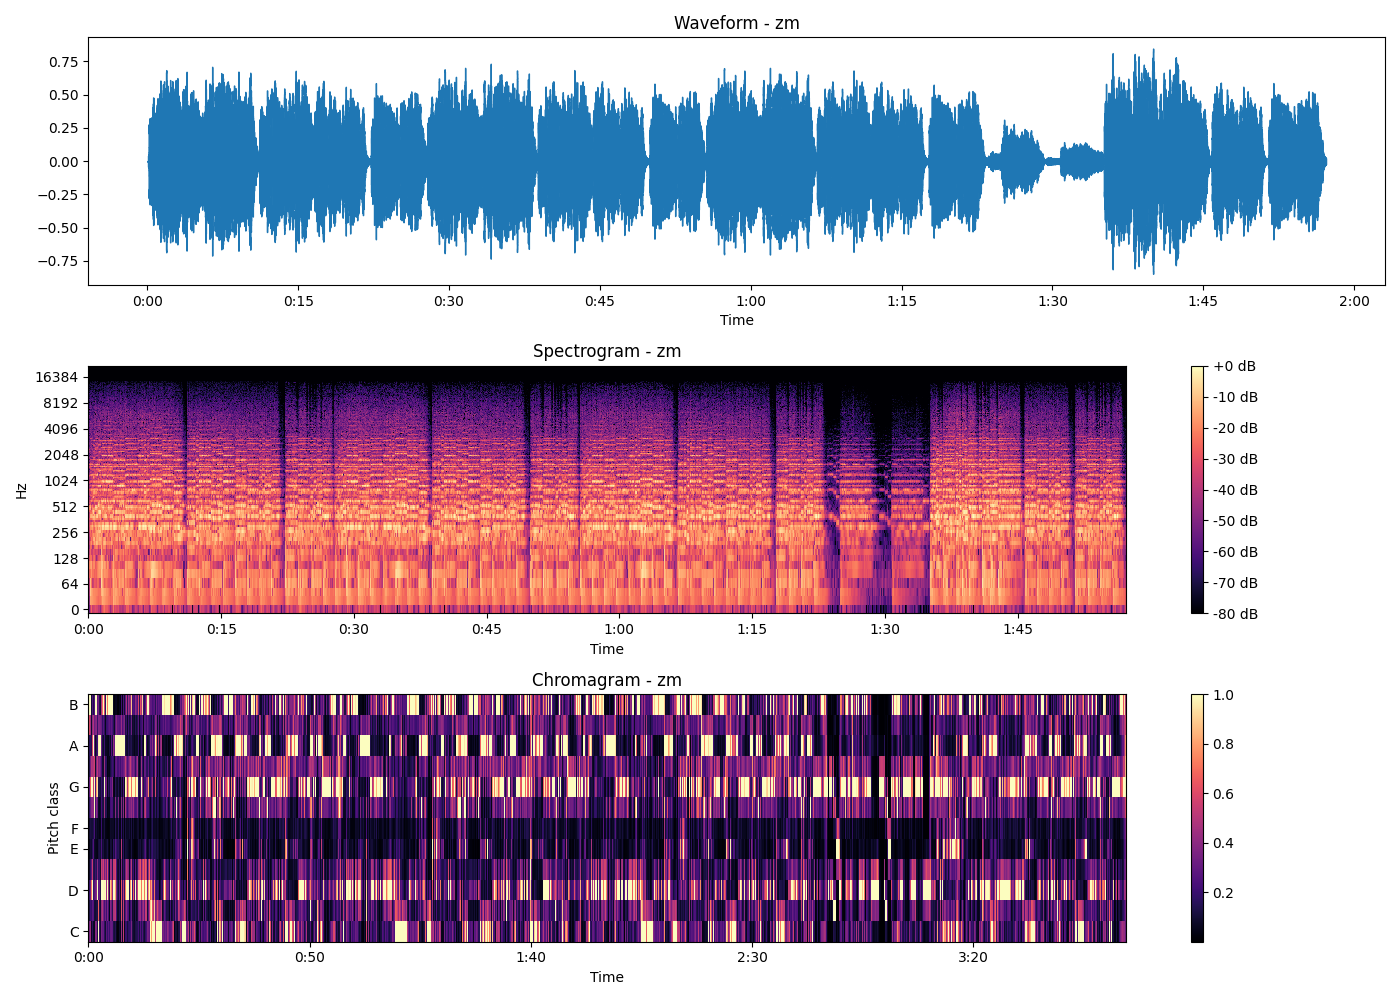 Waveform - zm
0.75
0.50
0.25
0.00
−0.25
−0.50
−0.75
0:00 0:15 0:30 0:45 1:00 1:15 1:30 1:45 2:00
Time
Spectrogram - zm
Hz
16384
8192
4096
2048
1024
512
256
128
64
0
0:00 0:15 0:30 0:45 1:00 1:15 1:30 1:45
Time
+0 dB
-10 dB
-20 dB
-30 dB
-40 dB
-50 dB
-60 dB
-70 dB
-80 dB
Chromagram - zm
Pitch class
B
A
G
F
E
D
C
0:00 0:50 1:40 2:30 3:20
Time
1.0
0.8
0.6
0.4
0.2